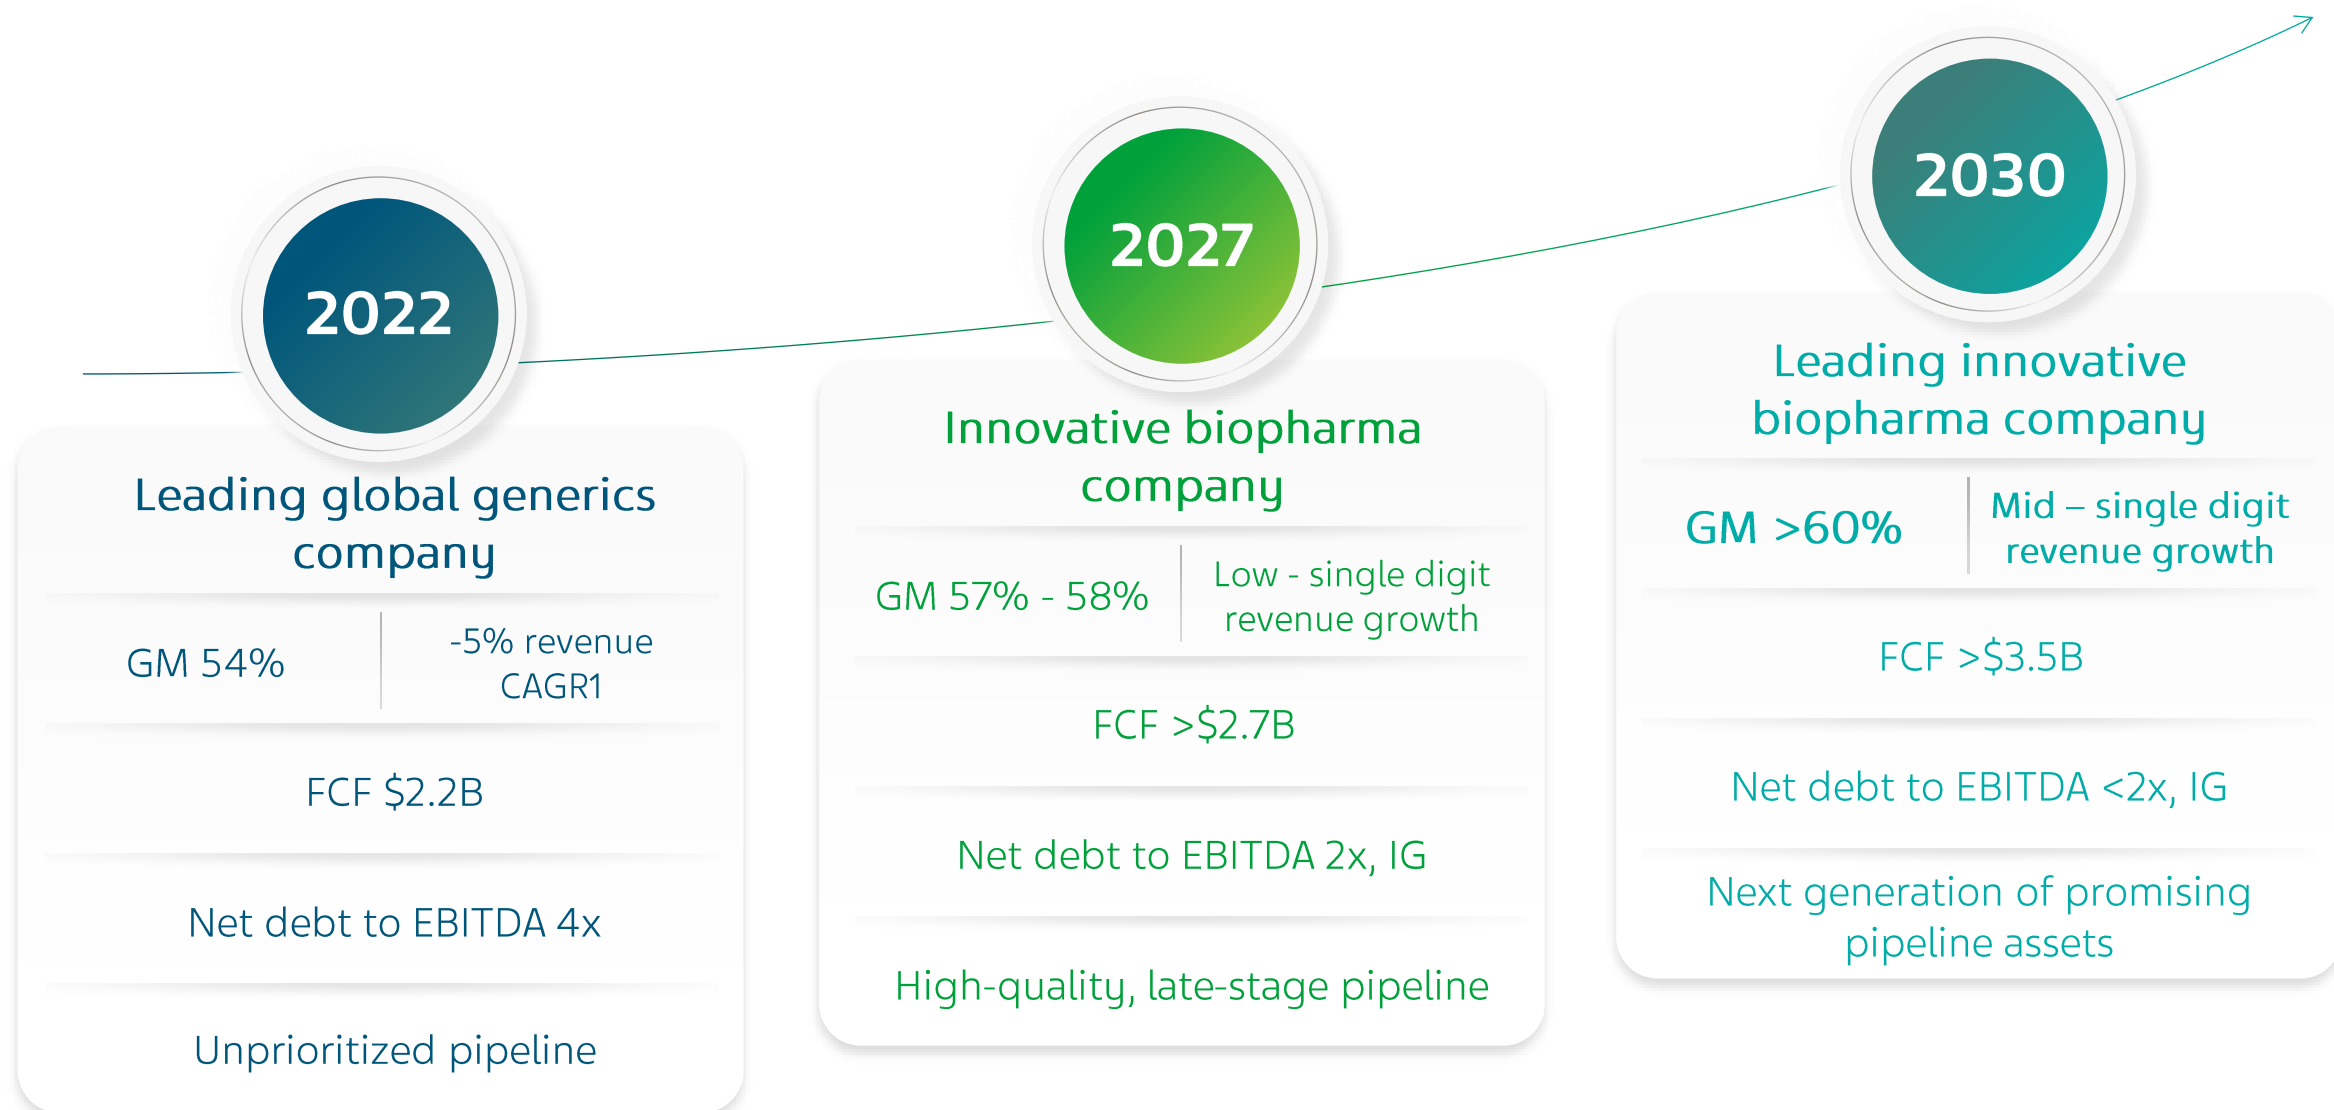 2022
Leading global generics
company
GM 54%
-5% revenue
CAGR1
FCF $2.2B
Net debt to EBITDA 4x
Unprioritized pipeline
2027
Innovative biopharma
company
GM 57% - 58%
Low - single digit
revenue growth
FCF >$2.7B
Net debt to EBITDA 2x, IG
High-quality, late-stage pipeline
2030
Leading innovative
biopharma company
GM >60%
Mid – single digit
revenue growth
FCF >$3.5B
Net debt to EBITDA <2x, IG
Next generation of promising
pipeline assets